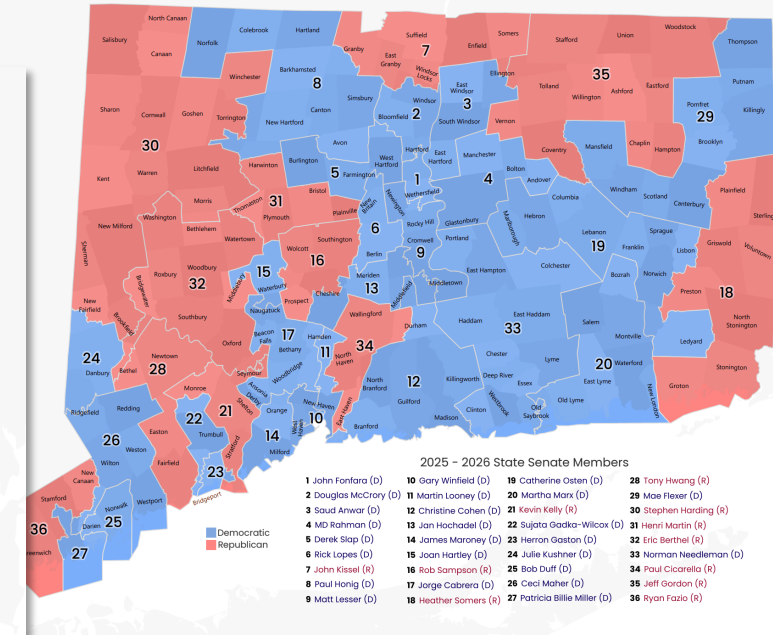 North Canaan
Salisbury
Canaan
Norfolk
Colebrook
Hartland
Granby
Suffield
7
East
Granby
Windsor
Locks
Enfield
Somers
Stafford
Union
Woodstock
Thompson
Winchester
Barkhamsted
8
Simsbury
East
Windsor
3
Ellington
Tolland
35
Willington
Ashford
Eastford
Putnam
Pomfret
29
Killingly
Brooklyn
Sharon
Cornwall
Goshen
Torrington
New Hartford
Canton
Bloomfield
Windsor
2
South Windsor
Vernon
30
Avon
Hartford
West
Hartford
East
Hartford
Manchester
Coventry
Mansfield
Chaplin
Hampton
Kent
Warren
Litchfield
Harwinton
Burlington
5
Farmington
1
Wethersfield
4
Bolton
Andover
Columbia
Windham
Scotland
Canterbury
Plainfield
Sterling
Morris
Thomaston
31
Plymouth
Bristol
Plainville
New
Britain
Newington
Rocky Hill
Glastonbury
Marlborough
Hebron
New Milford
Washington
Bethlehem
Watertown
Wolcott
Southington
16
6
Berlin
Cromwell
9
Portland
Lebanon
19
Franklin
Sprague
Lisbon
Griswold
Voluntown
Sherman
Roxbury
Woodbury
32
Bridgewater
Middlebury
15
Waterbury
Cheshire
Meriden
13
Middlefield
Middletown
East Hampton
Colchester
Bozrah
Norwich
Preston
18
New
Fairfield
Brookfield
Southbury
Naugatuck
Prospect
Wallingford
Durham
Haddam
East Haddam
33
Salem
Montville
North
Stonington
24
Danbury
Bethel
Newtown
28
Oxford
Beacon
Falls
17
Bethany
Hamden
11
North
Haven
34
Chester
Lyme
20
Waterford
Ledyard
Stonington
Seymour
Woodbridge
North
Branford
12
Guilford
Killingworth
Deep River
Essex
East Lyme
Old Lyme
New London
Groton
Ridgefield
Redding
Monroe
22
21
Shelton
Ansonia
Derby
Orange
New Haven
10
West
Haven
East Haven
Branford
Madison
Clinton
Westbrook
Old
Saybrook
26
Weston
Wilton
Easton
Trumbull
Stratford
14
Milford
Fairfield
23
Bridgeport
New
Canaan
Stamford
Norwalk
Westport
Darien
25
36
reenwich
27
Democratic
Republican
2025 - 2026 State Senate Members
1 John Fonfara (D)
2 Douglas McCrory (D)
3 Saud Anwar (D)
4 MD Rahman (D)
5 Derek Slap (D)
6 Rick Lopes (D)
7 John Kissel (R)
8 Paul Honig (D)
9 Matt Lesser (D)
10 Gary Winfield (D)
11 Martin Looney (D)
12 Christine Cohen (D)
13 Jan Hochadel (D)
14 James Maroney (D)
15 Joan Hartley (D)
16 Rob Sampson (R)
17 Jorge Cabrera (D)
18 Heather Somers (R)
19 Catherine Osten (D)
20 Martha Marx (D)
21 Kevin Kelly (R)
22 Sujata Gadka-Wilcox (D)
23 Herron Gaston (D)
24 Julie Kushner (D)
25 Bob Duff (D)
26 Ceci Maher (D)
27 Patricia Billie Miller (D)
28 Tony Hwang (R)
29 Mae Flexer (D)
30 Stephen Harding (R)
31 Henri Martin (R)
32 Eric Berthel (R)
33 Norman Needleman (D)
34 Paul Cicarella (R)
35 Jeff Gordon (R)
36 Ryan Fazio (R)